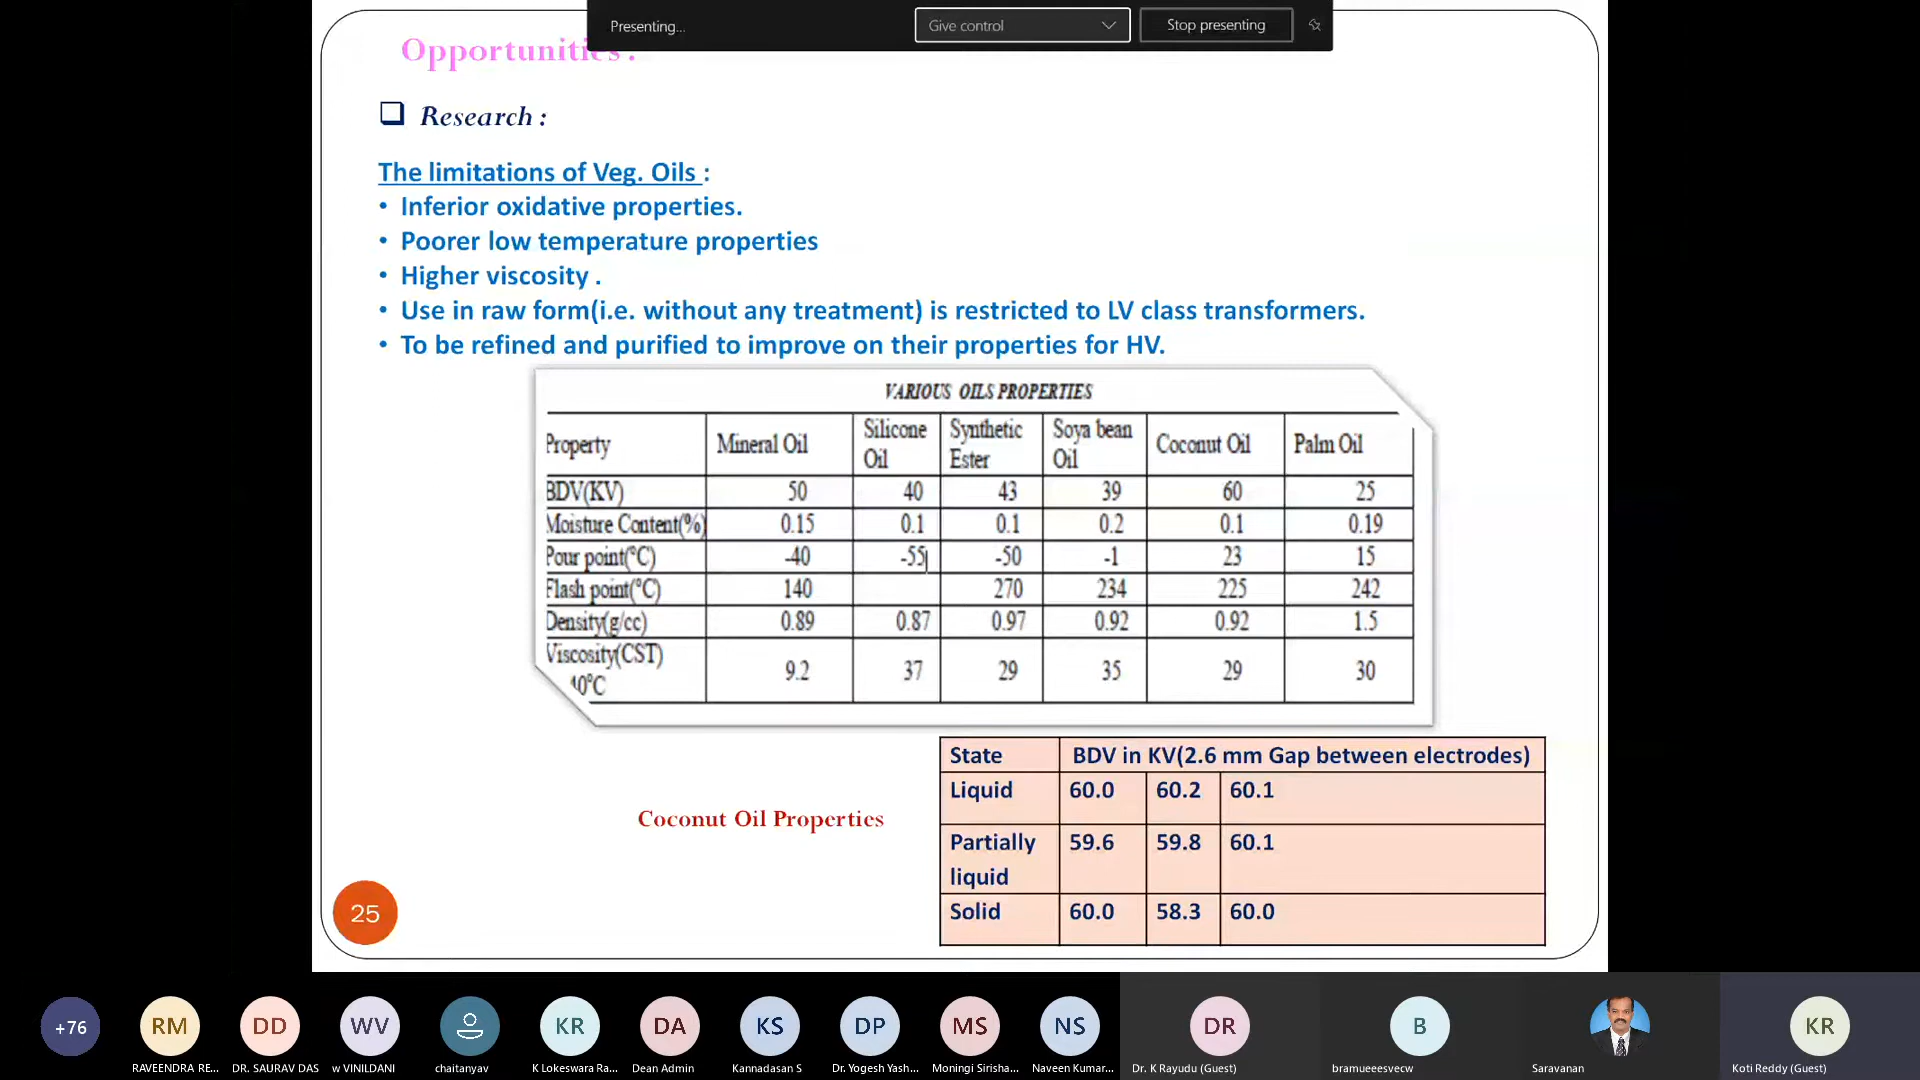 Presenting...
Give control
Stop presenting
Opportunities :
Research :
The limitations of Veg. Oils :
• Inferior oxidative properties.
• Poorer low temperature properties
• Higher viscosity .
• Use in raw form(i.e. without any treatment) is restricted to LV class transformers.
• To be refined and purified to improve on their properties for HV.
VARIOUS OILS PROPERTIES
Property Mineral Oil Silicone Oil Synthetic Ester Soya bean Oil Coconut Oil Palm Oil
BDV(KV) 50 40 43 39 60 25
Moisture Content(%) 0.15 0.1 0.1 0.2 0.1 0.19
Pour point(°C) -40 -55 -50 -1 23 15
Flash point(°C) 140 270 234 225 242
Density(g/cc) 0.89 0.87 0.97 0.92 0.92 1.5
Viscosity(CST) 9.2 37 29 35 29 30
40°C
State BDV in KV(2.6 mm Gap between electrodes)
Liquid 60.0 60.2 60.1
Coconut Oil Properties
Partially liquid 59.6 59.8 60.1
Solid 60.0 58.3 60.0
25
+76
RM DD WV KR DA KS DP MS NS DR B KR
RAVEENDRA RE... DR. SAURAV DAS w VINILDANI chaitanyav K Lokeswara Ra... Dean Admin Kannadasan S Dr. Yogesh Yash... Moningi Sirisha... Naveen Kumar... Dr. K Rayudu (Guest) bramueeesvecw Saravanan Koti Reddy (Guest)